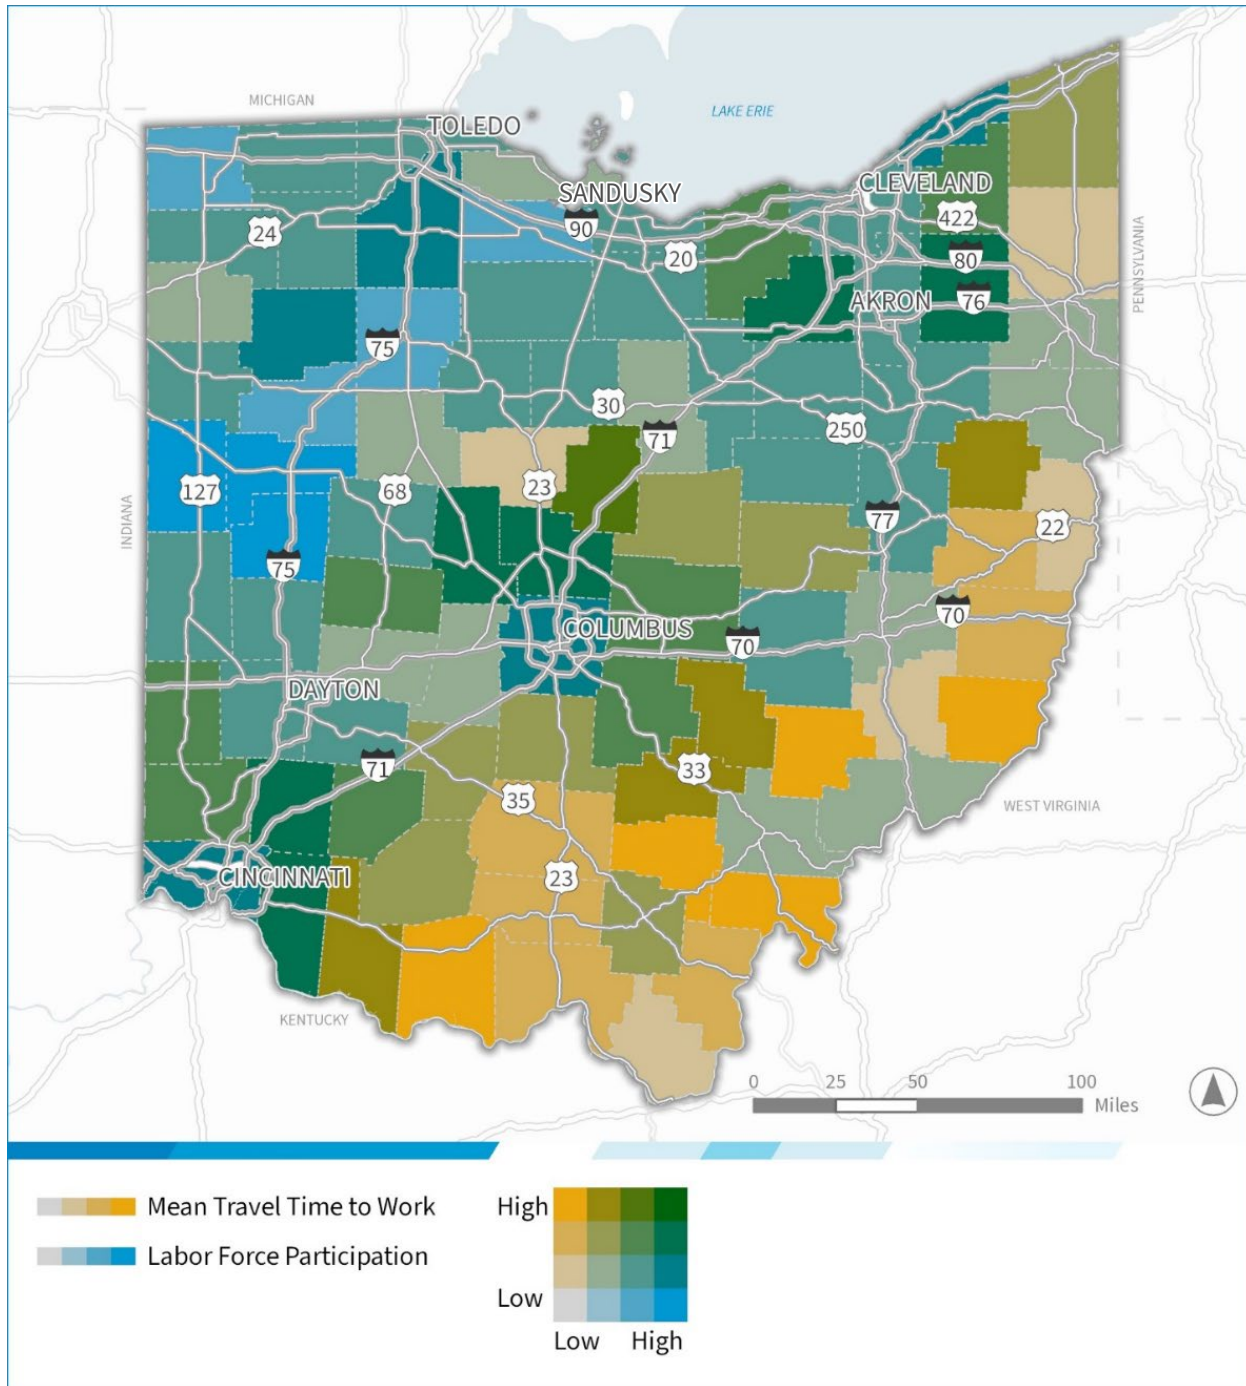 MICHIGAN
LAKE ERIE
TOLEDO
SANDUSKY
CLEVELAND
24
90
422
20
80
PENNSYLVANIA
AKRON
76
75
30
71
250
127
68
23
INDIANA
77
22
75
70
COLUMBUS
70
DAYTON
71
33
35
WEST VIRGINIA
CINCINNATI
23
KENTUCKY
0 25 50 100
Miles
Mean Travel Time to Work
Labor Force Participation
High
Low
Low High